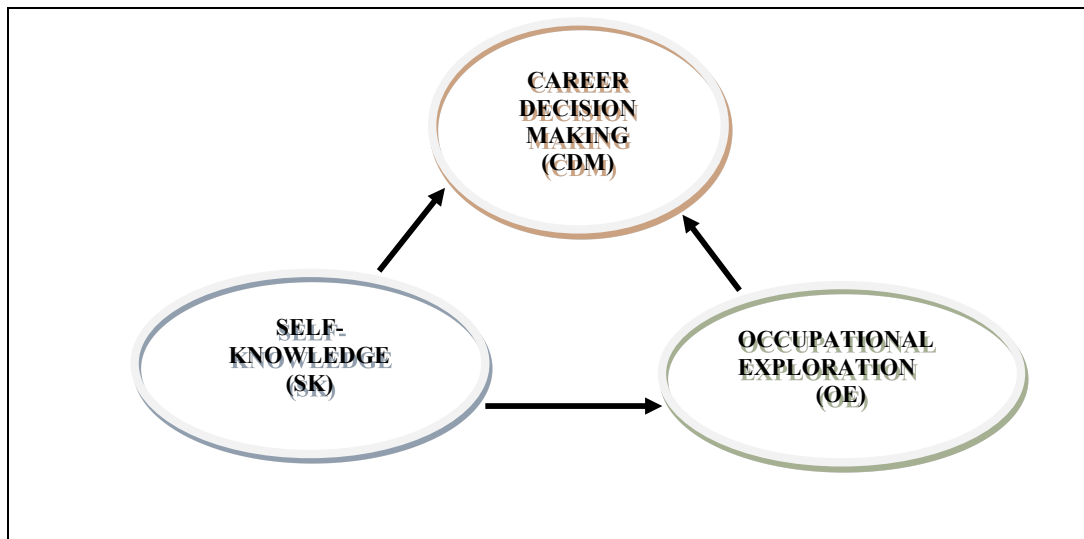 CAREER
DECISION
MAKING
(CDM)
SELF-
KNOWLEDGE
(SK)
OCCUPATIONAL
EXPLORATION
(OE)